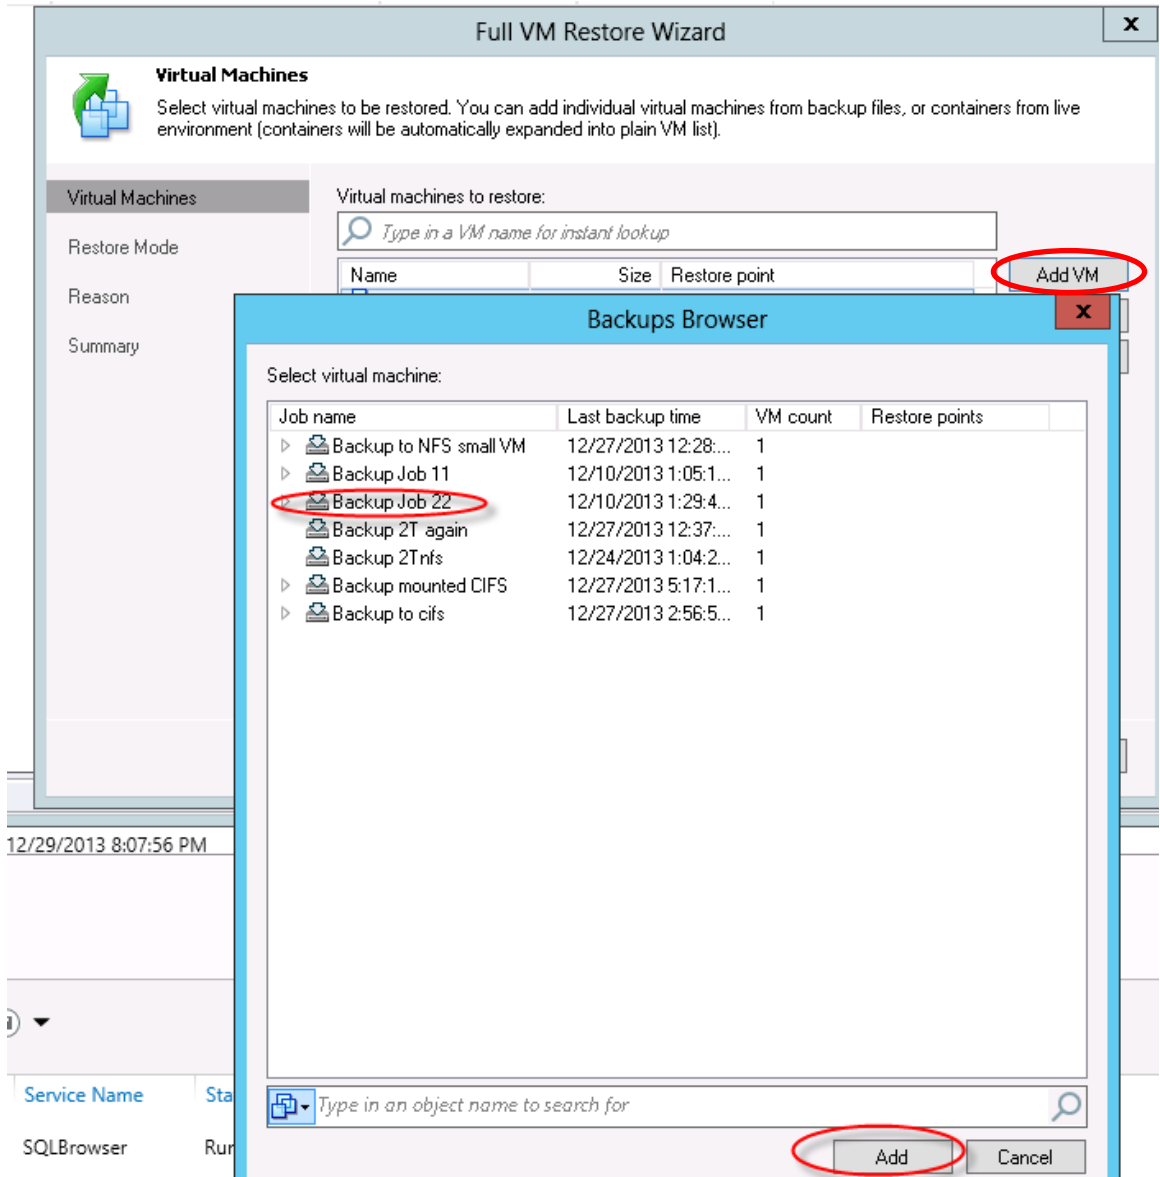 Full VM Restore Wizard
x
Virtual Machines
Select virtual machines to be restored. You can add individual virtual machines from backup files, or containers from live
environment (containers will be automatically expanded into plain VM list).
Virtual Machines
Restore Mode
Reason
Summary
Virtual machines to restore:
Type in a VM name for instant lookup
Name Size Restore point
Add VM
Backups Browser
x
Select virtual machine:
Job name Last backup time VM count Restore points
Backup to NFS small VM 12/27/2013 12:28:... 1
Backup Job 11 12/10/2013 1:05:1... 1
Backup Job 22 12/10/2013 1:29:4... 1
Backup 2T again 12/27/2013 12:37:... 1
Backup 2Tnfs 12/24/2013 1:04:2... 1
Backup mounted CIFS 12/27/2013 5:17:1... 1
Backup to cifs 12/27/2013 2:56:5... 1
Type in an object name to search for
Add Cancel
12/29/2013 8:07:56 PM
Service Name Sta
SQLBrowser Rur